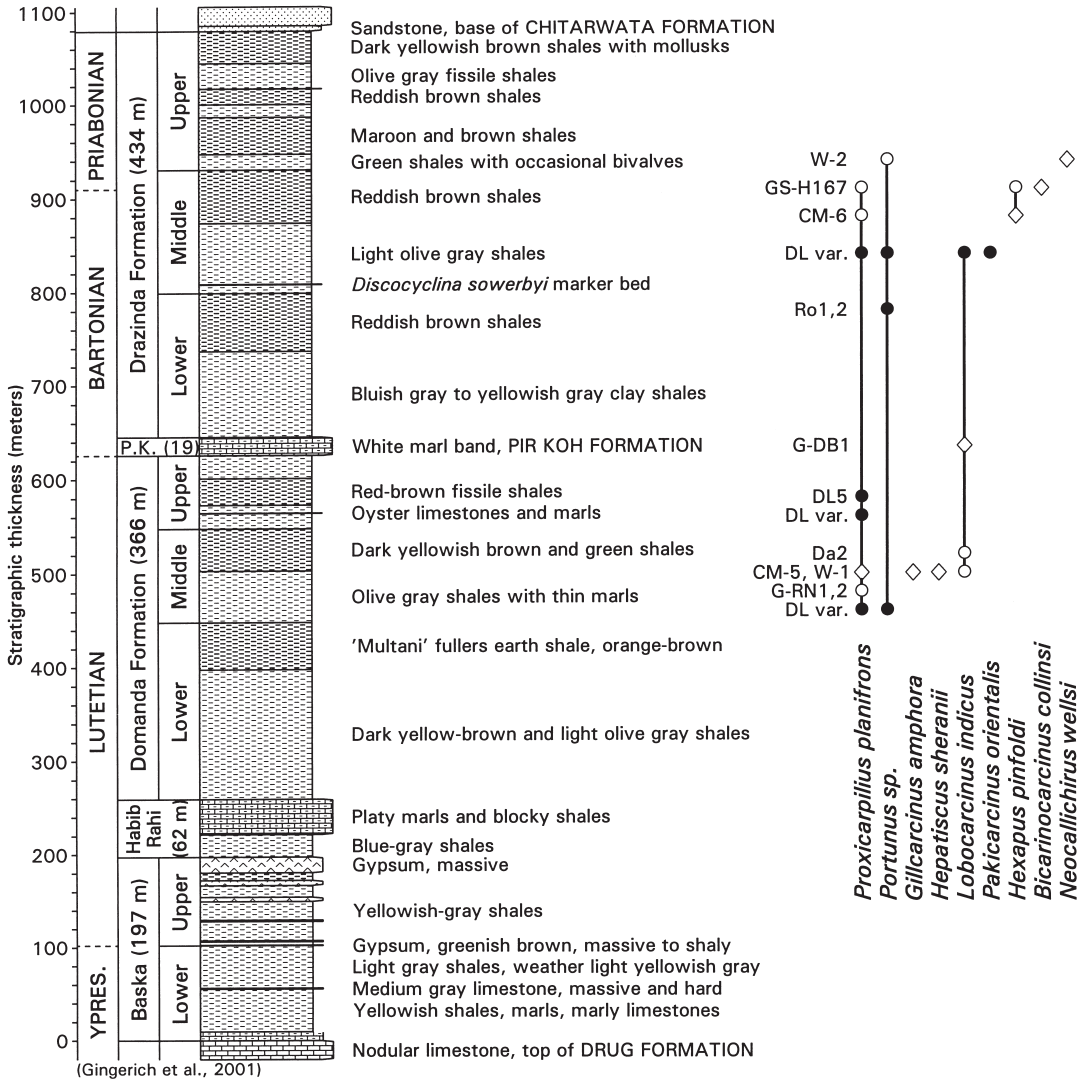 1100
1000
900
800
700
600
500
400
300
200
100
0
Stratigraphic thickness (meters)
PRIABONIAN
BARTONIAN
LUTETIAN
YPRES.
Drazinda Formation (434 m)
P.K. (19)
Domanda Formation (366 m)
Habib
Rahi
(62 m)
Baska (197 m)
Upper
Middle
Lower
Upper
Middle
Lower
Upper
Lower
Sandstone, base of CHITARWATA FORMATION
Dark yellowish brown shales with mollusks
Olive gray fissile shales
Reddish brown shales
Maroon and brown shales
Green shales with occasional bivalves
Reddish brown shales
Light olive gray shales
Discocyclina sowerbyi marker bed
Reddish brown shales
Bluish gray to yellowish gray clay shales
White marl band, PIR KOH FORMATION
Red-brown fissile shales
Oyster limestones and marls
Dark yellowish brown and green shales
Olive gray shales with thin marls
'Multani' fullers earth shale, orange-brown
Dark yellow-brown and light olive gray shales
Platy marls and blocky shales
Blue-gray shales
Gypsum, massive
Yellowish-gray shales
Gypsum, greenish brown, massive to shaly
Light gray shales, weather light yellowish gray
Medium gray limestone, massive and hard
Yellowish shales, marls, marly limestones
Nodular limestone, top of DRUG FORMATION
W-2
GS-H167
CM-6
DL var.
Ro1,2
G-DB1
DL5
DL var.
Da2
CM-5, W-1
G-RN1,2
DL var.
Proxicarpilius planifrons
Portunus sp.
Gillcarcinus amphora
Hepatiscus sheranii
Lobocarcinus indicus
Pakicarcinus orientalis
Hexapus pinfoldi
Bicarinocarcinus collinsi
Neocallichirus wellsi
(Gingerich et al., 2001)